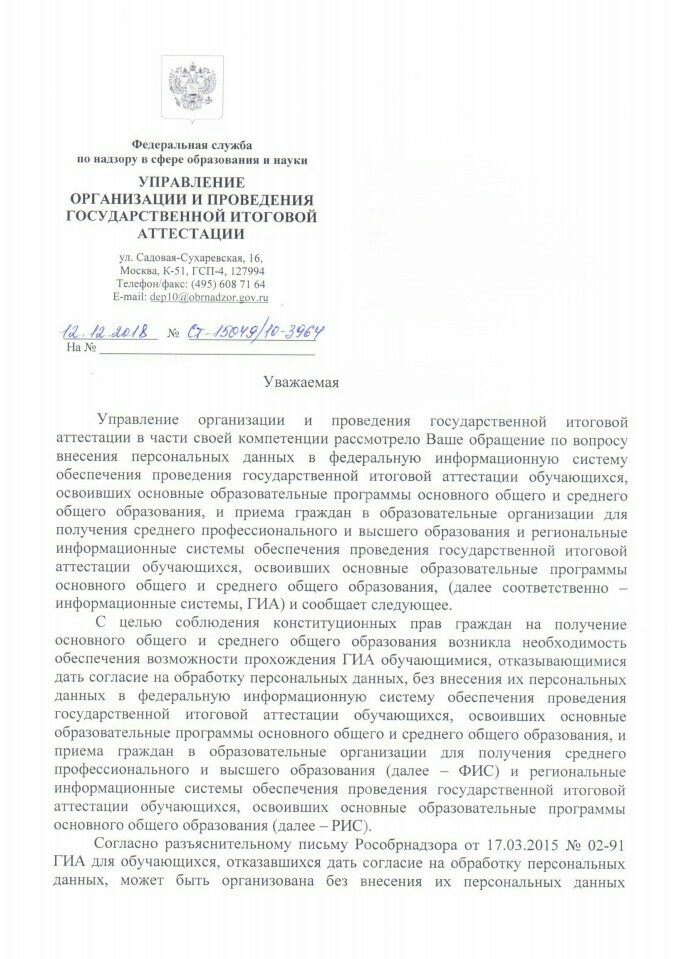 Федеральная служба
по надзору в сфере образования и науки
УПРАВЛЕНИЕ
ОРГАНИЗАЦИИ И ПРОВЕДЕНИЯ
ГОСУДАРСТВЕННОЙ ИТОГОВОЙ
АТТЕСТАЦИИ
ул. Садовая-Сухаревская, 16,
Москва, К-51, ГСП-4, 127994
Телефон/факс: (495) 608 71 64
E-mail: dep10@obrnadzor.gov.ru
12.12.2018 № Ст-15049/10-3964
На №
Уважаемая
Управление организации и проведения государственной итоговой
аттестации в части своей компетенции рассмотрело Ваше обращение по вопросу
внесения персональных данных в федеральную информационную систему
обеспечения проведения государственной итоговой аттестации обучающихся,
освоивших основные образовательные программы основного общего и среднего
общего образования, и приема граждан в образовательные организации для
получения среднего профессионального и высшего образования и региональные
информационные системы обеспечения проведения государственной итоговой
аттестации обучающихся, освоивших основные образовательные программы
основного общего и среднего общего образования, (далее соответственно –
информационные системы, ГИА) и сообщает следующее.
С целью соблюдения конституционных прав граждан на получение
основного общего и среднего общего образования возникла необходимость
обеспечения возможности прохождения ГИА обучающимися, отказывающимися
дать согласие на обработку персональных данных, без внесения их персональных
данных в федеральную информационную систему обеспечения проведения
государственной итоговой аттестации обучающихся, освоивших основные
образовательные программы основного общего и среднего общего образования, и
приема граждан в образовательные организации для получения среднего
профессионального и высшего образования (далее – ФИС) и региональные
информационные системы обеспечения проведения государственной итоговой
аттестации обучающихся, освоивших основные образовательные программы
основного общего образования (далее – РИС).
Согласно разъяснительному письму Рособрнадзора от 17.03.2015 № 02-91
ГИА для обучающихся, отказавшихся дать согласие на обработку персональных
данных, может быть организована без внесения их персональных данных